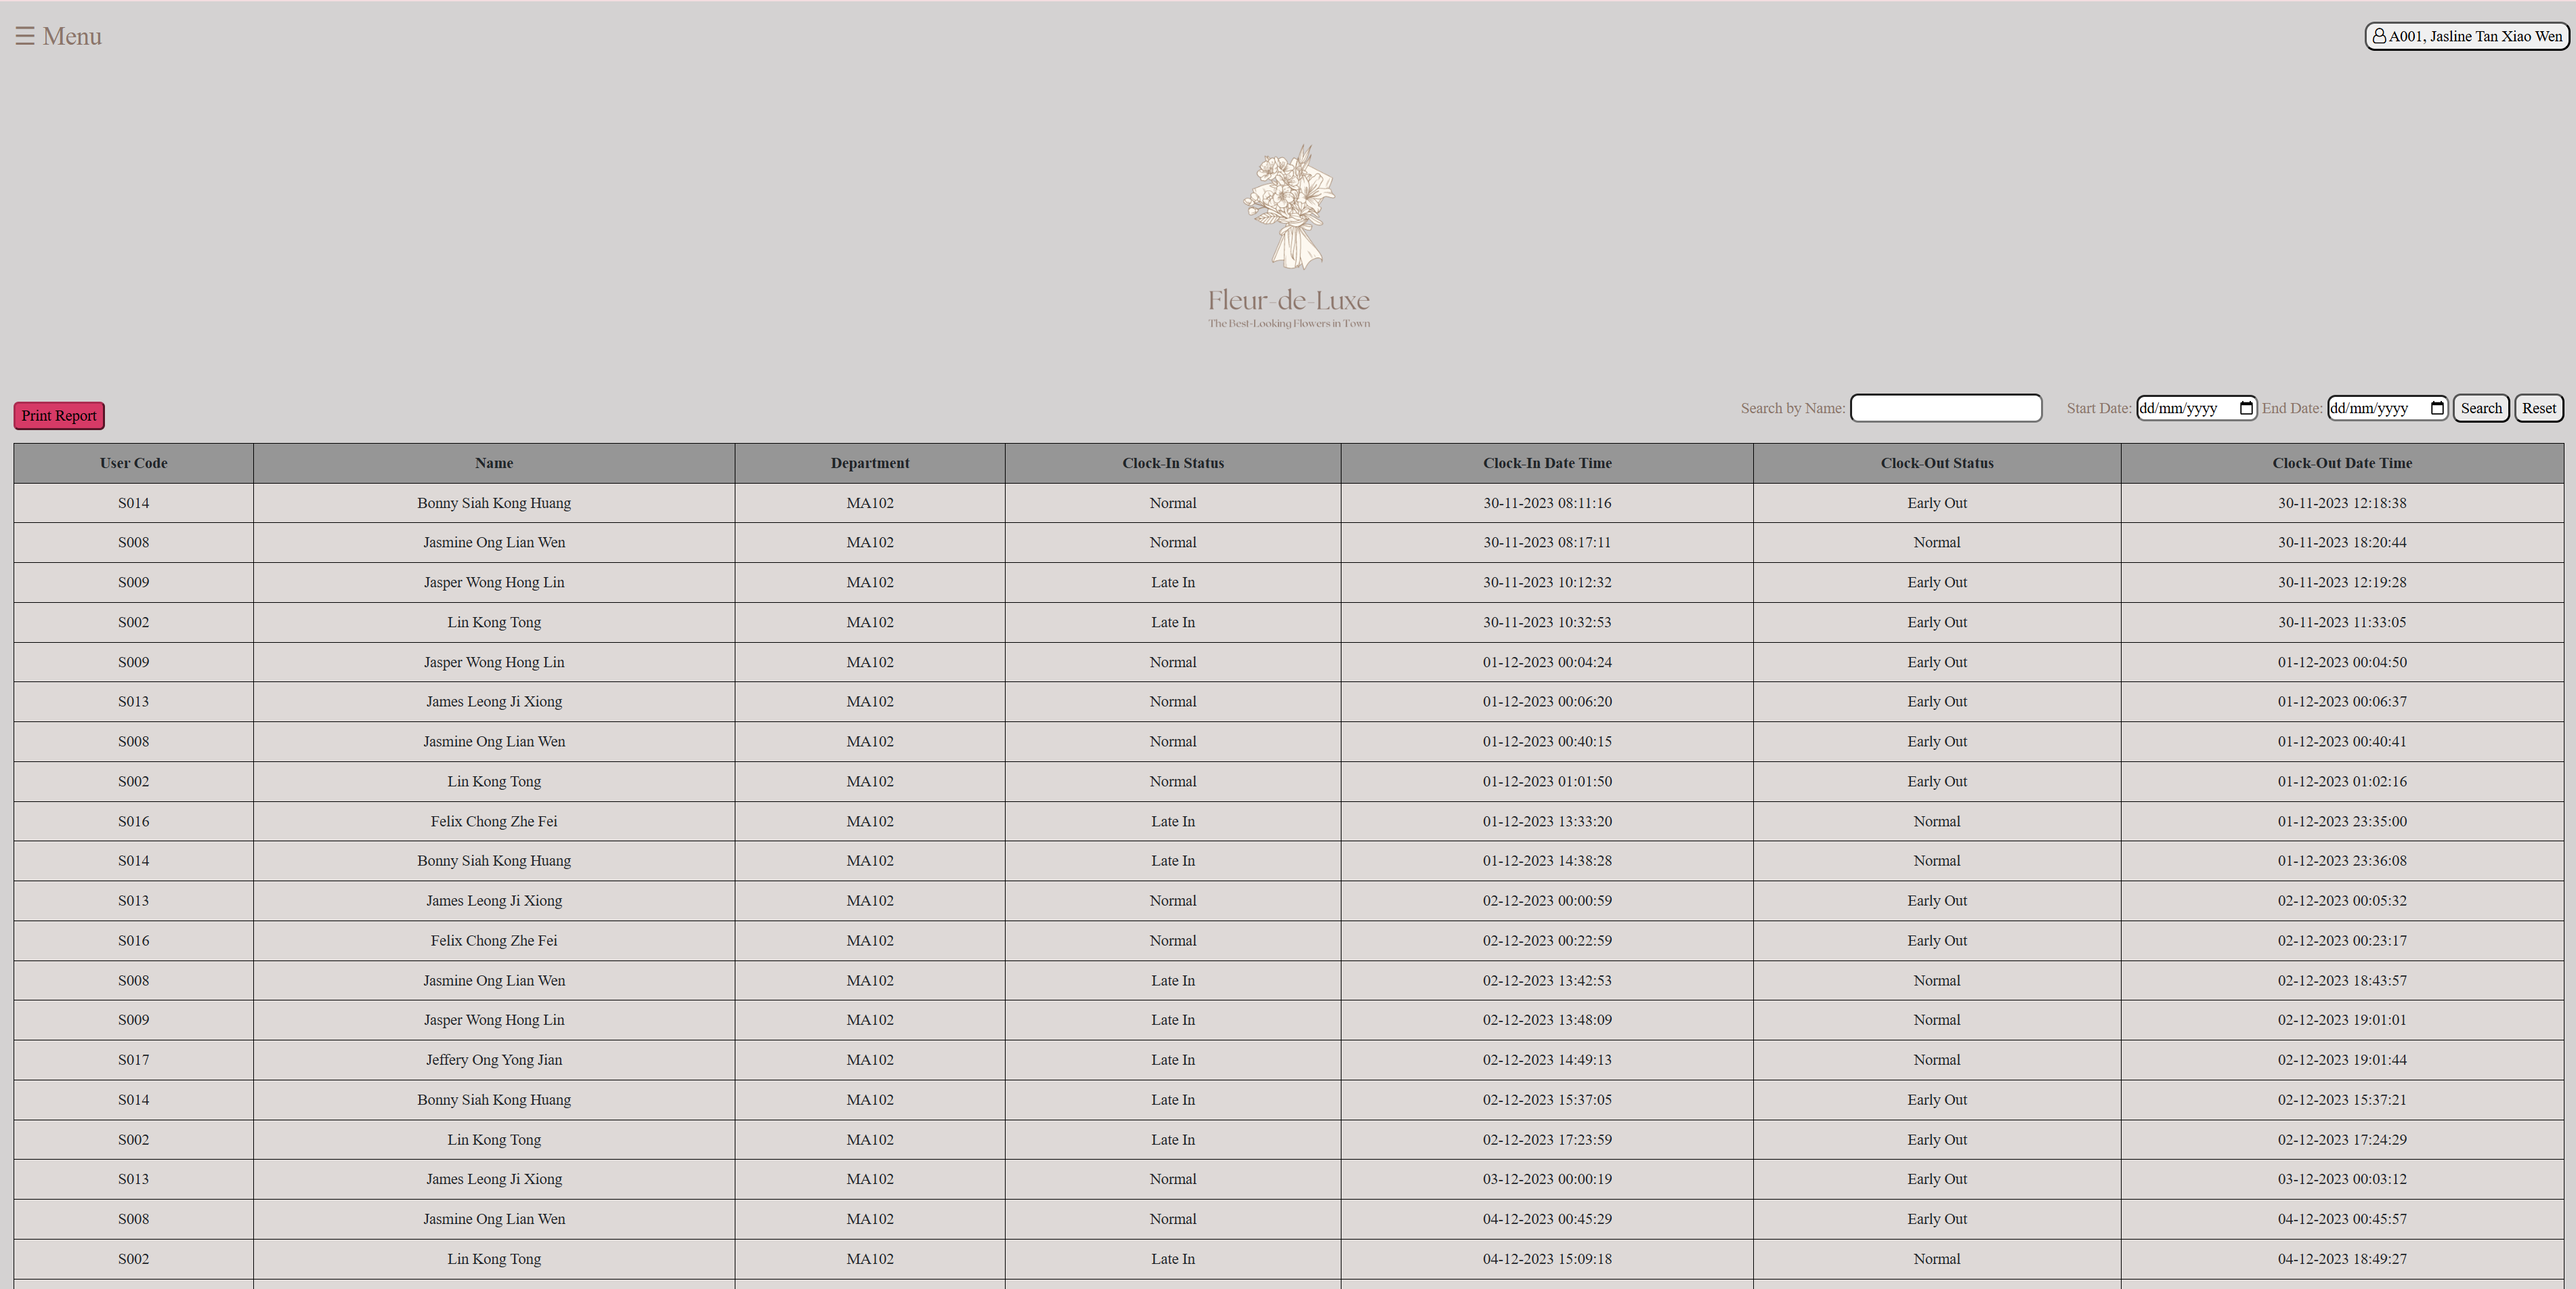 ☰ Menu
A001, Jasline Tan Xiao Wen
Fleur-de-Luxe
The Best-Looking Flowers in Town
Print Report
Search by Name: Start Date: dd/mm/yyyy End Date: dd/mm/yyyy Search Reset
User Code Name Department Clock-In Status Clock-In Date Time Clock-Out Status Clock-Out Date Time
S014 Bonny Siah Kong Huang MA102 Normal 30-11-2023 08:11:16 Early Out 30-11-2023 12:18:38
S008 Jasmine Ong Lian Wen MA102 Normal 30-11-2023 08:17:11 Normal 30-11-2023 18:20:44
S009 Jasper Wong Hong Lin MA102 Late In 30-11-2023 10:12:32 Early Out 30-11-2023 12:19:28
S002 Lin Kong Tong MA102 Late In 30-11-2023 10:32:53 Early Out 30-11-2023 11:33:05
S009 Jasper Wong Hong Lin MA102 Normal 01-12-2023 00:04:24 Early Out 01-12-2023 00:04:50
S013 James Leong Ji Xiong MA102 Normal 01-12-2023 00:06:20 Early Out 01-12-2023 00:06:37
S008 Jasmine Ong Lian Wen MA102 Normal 01-12-2023 00:40:15 Early Out 01-12-2023 00:40:41
S002 Lin Kong Tong MA102 Normal 01-12-2023 01:01:50 Early Out 01-12-2023 01:02:16
S016 Felix Chong Zhe Fei MA102 Late In 01-12-2023 13:33:20 Normal 01-12-2023 23:35:00
S014 Bonny Siah Kong Huang MA102 Late In 01-12-2023 14:38:28 Normal 01-12-2023 23:36:08
S013 James Leong Ji Xiong MA102 Normal 02-12-2023 00:00:59 Early Out 02-12-2023 00:05:32
S016 Felix Chong Zhe Fei MA102 Normal 02-12-2023 00:22:59 Early Out 02-12-2023 00:23:17
S008 Jasmine Ong Lian Wen MA102 Late In 02-12-2023 13:42:53 Normal 02-12-2023 18:43:57
S009 Jasper Wong Hong Lin MA102 Late In 02-12-2023 13:48:09 Normal 02-12-2023 19:01:01
S017 Jeffery Ong Yong Jian MA102 Late In 02-12-2023 14:49:13 Normal 02-12-2023 19:01:44
S014 Bonny Siah Kong Huang MA102 Late In 02-12-2023 15:37:05 Early Out 02-12-2023 15:37:21
S002 Lin Kong Tong MA102 Late In 02-12-2023 17:23:59 Early Out 02-12-2023 17:24:29
S013 James Leong Ji Xiong MA102 Normal 03-12-2023 00:00:19 Early Out 03-12-2023 00:03:12
S008 Jasmine Ong Lian Wen MA102 Normal 04-12-2023 00:45:29 Early Out 04-12-2023 00:45:57
S002 Lin Kong Tong MA102 Late In 04-12-2023 15:09:18 Normal 04-12-2023 18:49:27